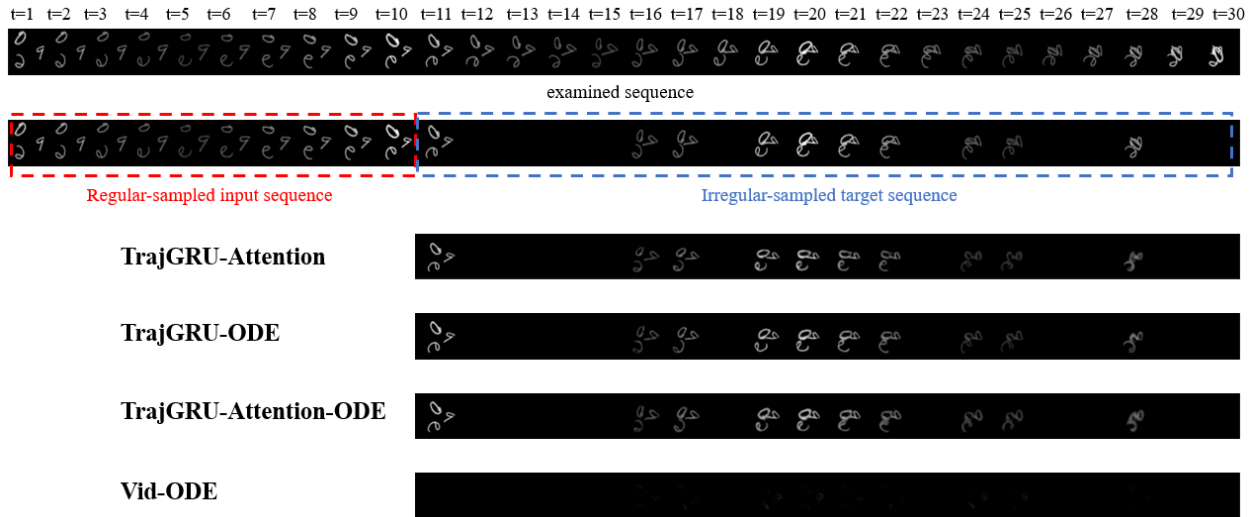 t=1 t=2 t=3 t=4 t=5 t=6 t=7 t=8 t=9 t=10 t=11 t=12 t=13 t=14 t=15 t=16 t=17 t=18 t=19 t=20 t=21 t=22 t=23 t=24 t=25 t=26 t=27 t=28 t=29 t=30
examined sequence
Regular-sampled input sequence
Irregular-sampled target sequence
TrajGRU-Attention
TrajGRU-ODE
TrajGRU-Attention-ODE
Vid-ODE